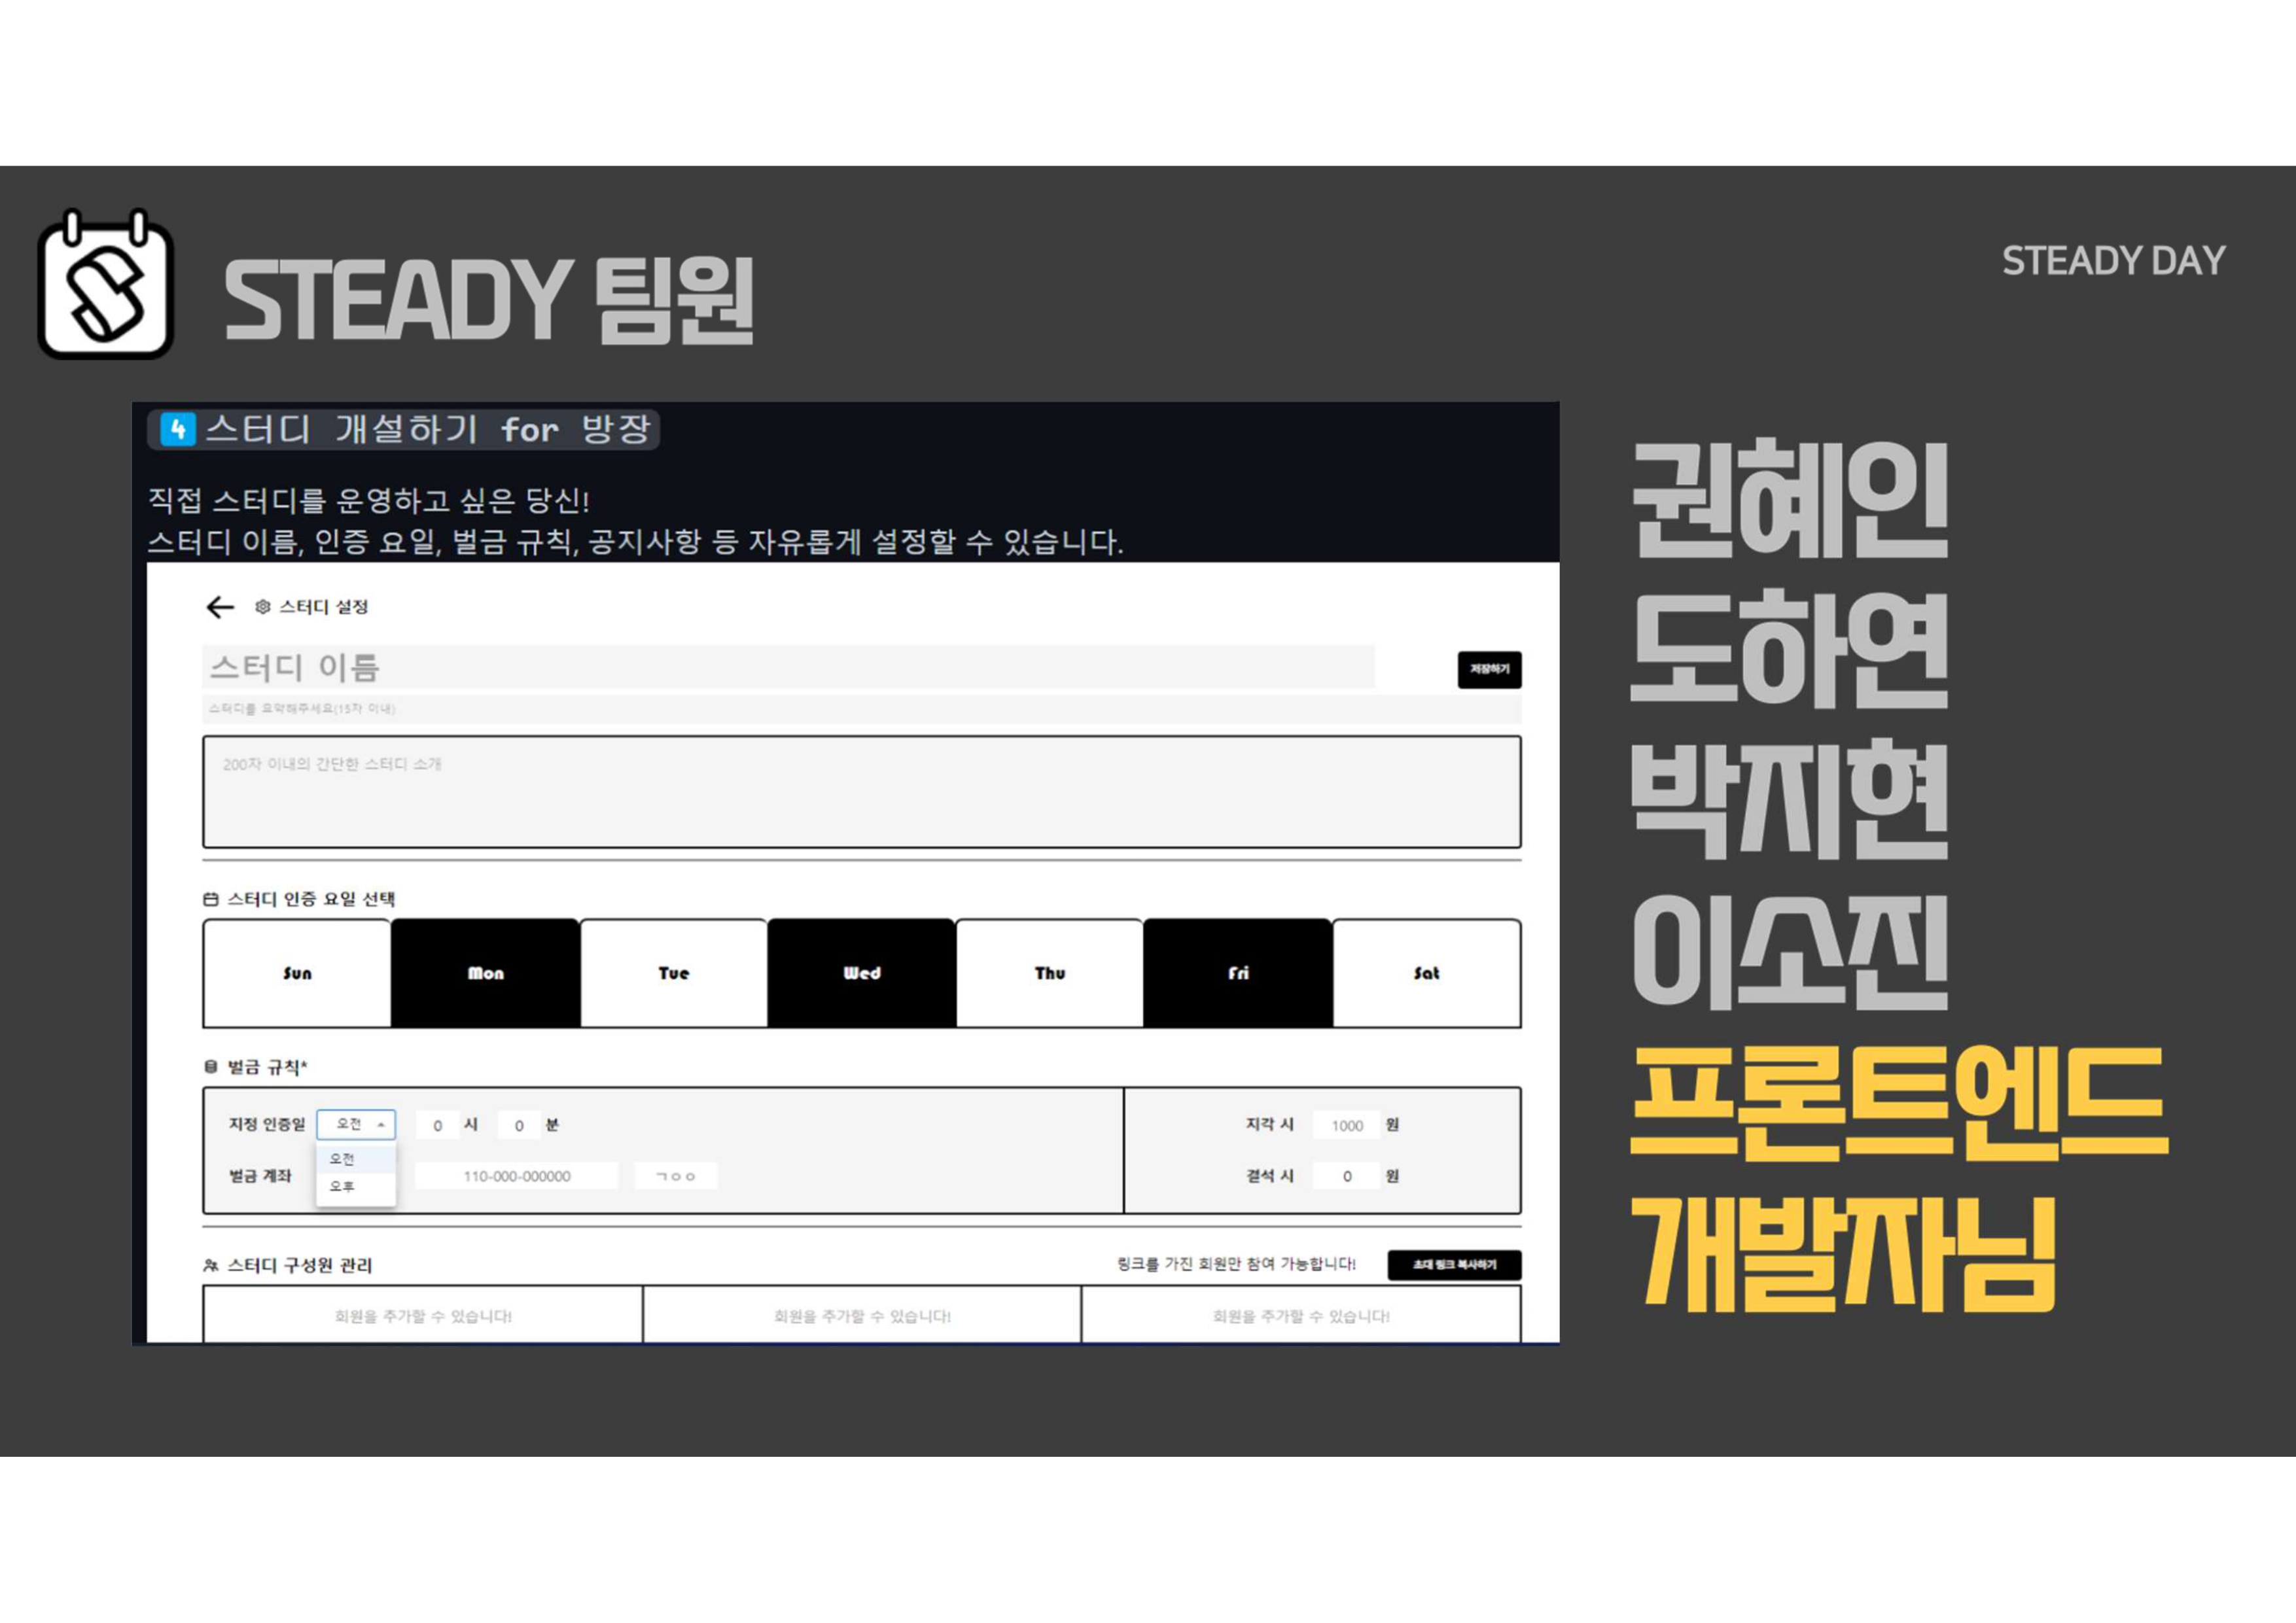 STEADY 팀원
STEADY DAY
4 스터디 개설하기 for 방장
직접 스터디를 운영하고 싶은 당신!
스터디 이름, 인증 요일, 벌금 규칙, 공지사항 등 자유롭게 설정할 수 있습니다.
스터디 설정
스터디 이름
저장하기
스터디를 요약해주세요(15자 이내)
200자 이내의 간단한 스터디 소개
스터디 인증 요일 선택
Sun Mon Tue Wed Thu Fri Sat
벌금 규칙*
지정 인증일 오전 0 시 0 분 지각 시 1000 원
오전
벌금 계좌 110-000-000000 ㄱㅇㅇ 결석 시 0 원
오후
스터디 구성원 관리 링크를 가진 회원만 참여 가능합니다! 초대 링크 복사하기
회원을 추가할 수 있습니다! 회원을 추가할 수 있습니다! 회원을 추가할 수 있습니다!
권혜인
도하연
박지현
이소진
프론트엔드
개발자님